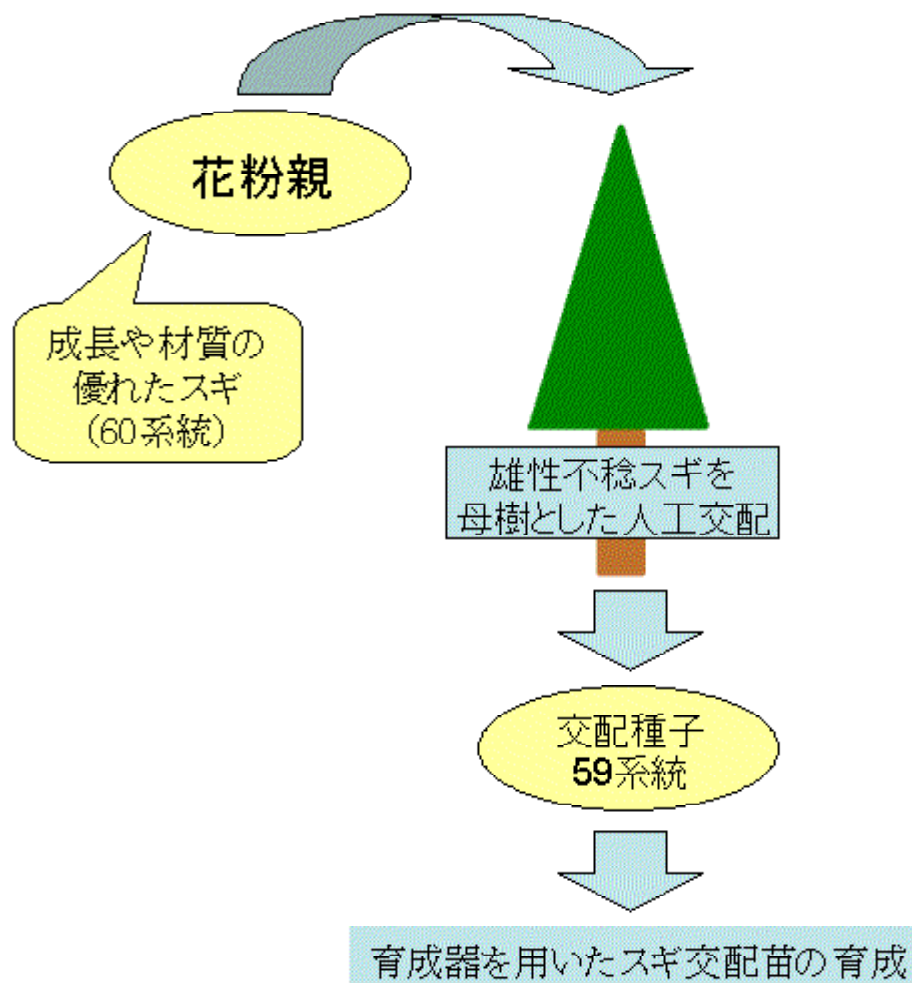 花粉親
成長や材質の
優れたスギ
(60系統)
雄性不稔スギを
母樹とした人工交配
交配種子
59系統
育成器を用いたスギ交配苗の育成